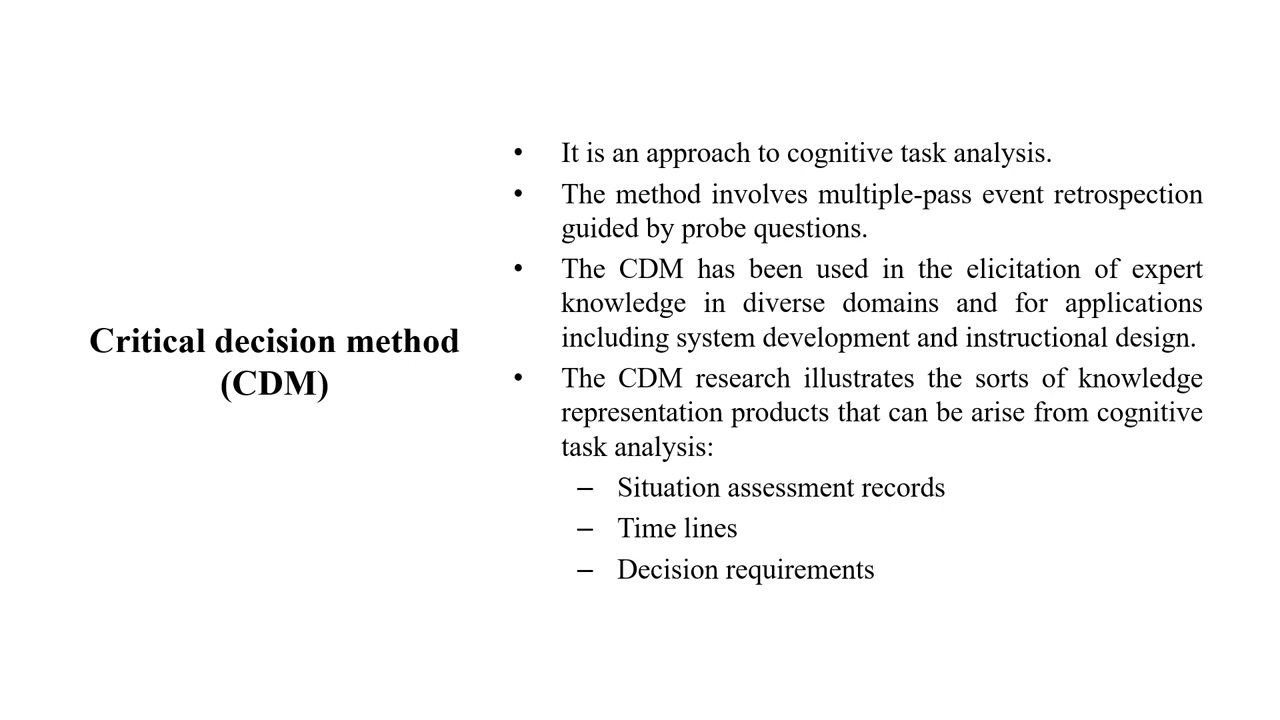 Critical decision method
(CDM)
• It is an approach to cognitive task analysis.
• The method involves multiple-pass event retrospection
guided by probe questions.
• The CDM has been used in the elicitation of expert
knowledge in diverse domains and for applications
including system development and instructional design.
• The CDM research illustrates the sorts of knowledge
representation products that can be arise from cognitive
task analysis:
– Situation assessment records
– Time lines
– Decision requirements